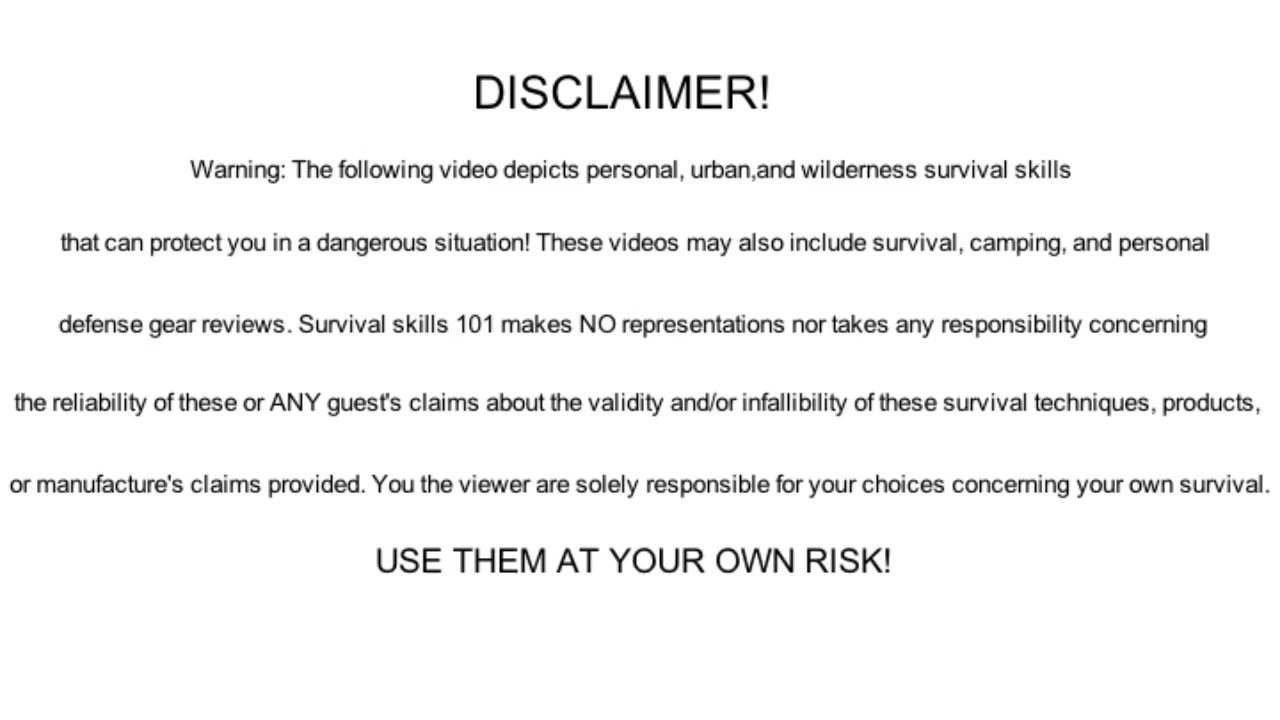 DISCLAIMER!
Warning: The following video depicts personal, urban,and wilderness survival skills
that can protect you in a dangerous situation! These videos may also include survival, camping, and personal
defense gear reviews. Survival skills 101 makes NO representations nor takes any responsibility concerning
the reliability of these or ANY guest's claims about the validity and/or infallibility of these survival techniques, products,
or manufacture's claims provided. You the viewer are solely responsible for your choices concerning your own survival.
USE THEM AT YOUR OWN RISK!